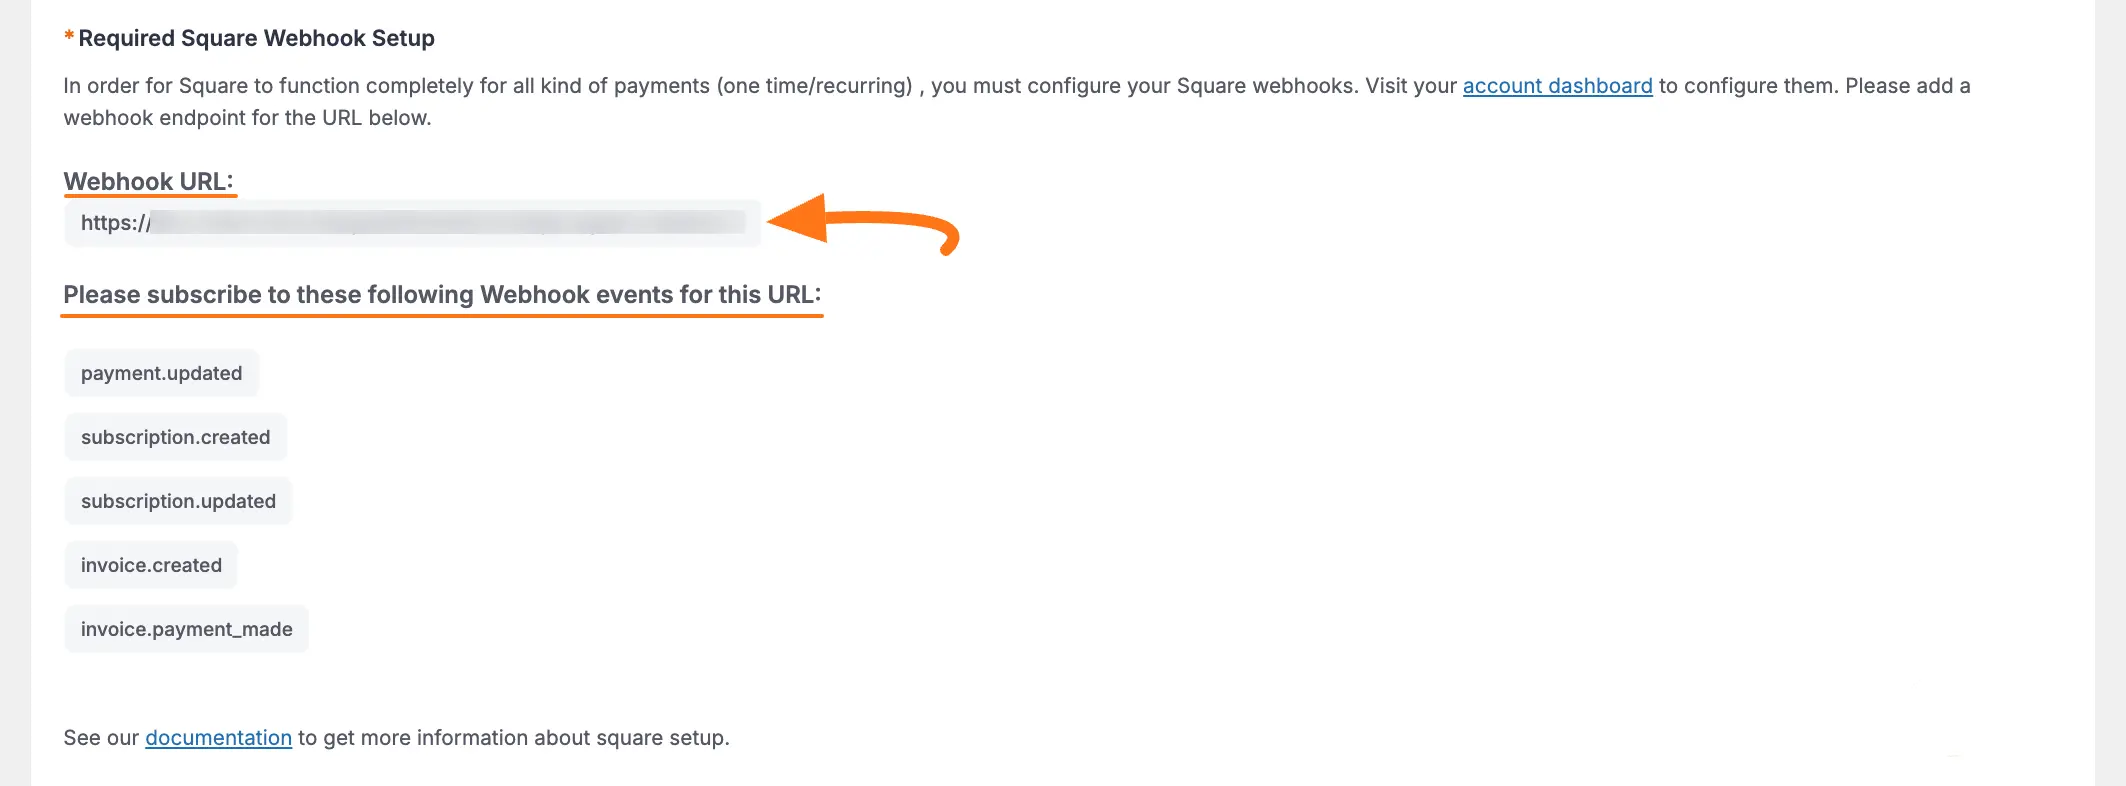 * Required Square Webhook Setup
In order for Square to function completely for all kind of payments (one time/recurring) , you must configure your Square webhooks. Visit your account dashboard to configure them. Please add a
webhook endpoint for the URL below.
Webhook URL:
https://
Please subscribe to these following Webhook events for this URL:
payment.updated
subscription.created
subscription.updated
invoice.created
invoice.payment_made
See our documentation to get more information about square setup.